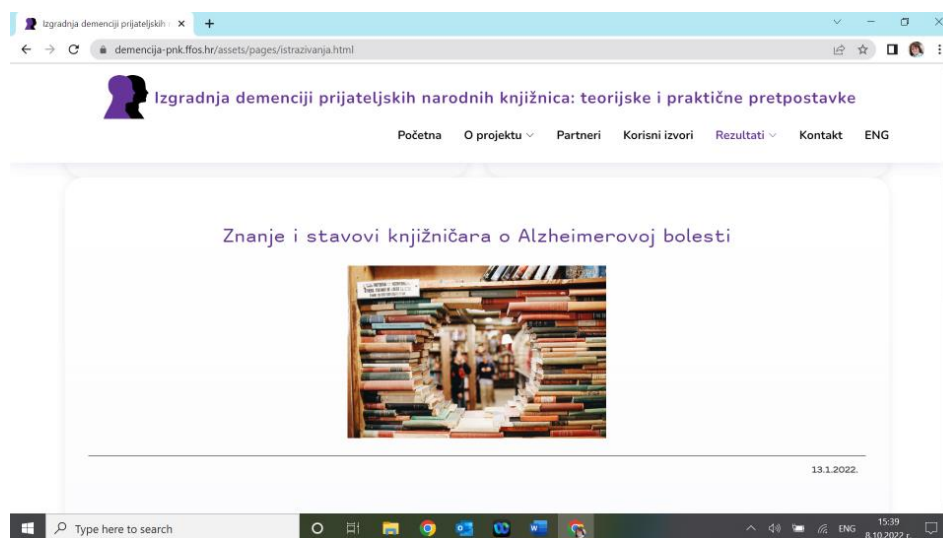 Izgradnja demenciji prijateljskih
demencija-pnk.ffos.hr/assets/pages/istrazivanja.html
Izgradnja demenciji prijateljskih narodnih knjižnica: teorijske i praktične pretpostavke
Početna O projektu Partneri Korisni izvori Rezultati Kontakt ENG
Znanje i stavovi knjižničara o Alzheimerovoj bolesti
13.1.2022.
Type here to search
ENG
15:39
8.10.2022 г.